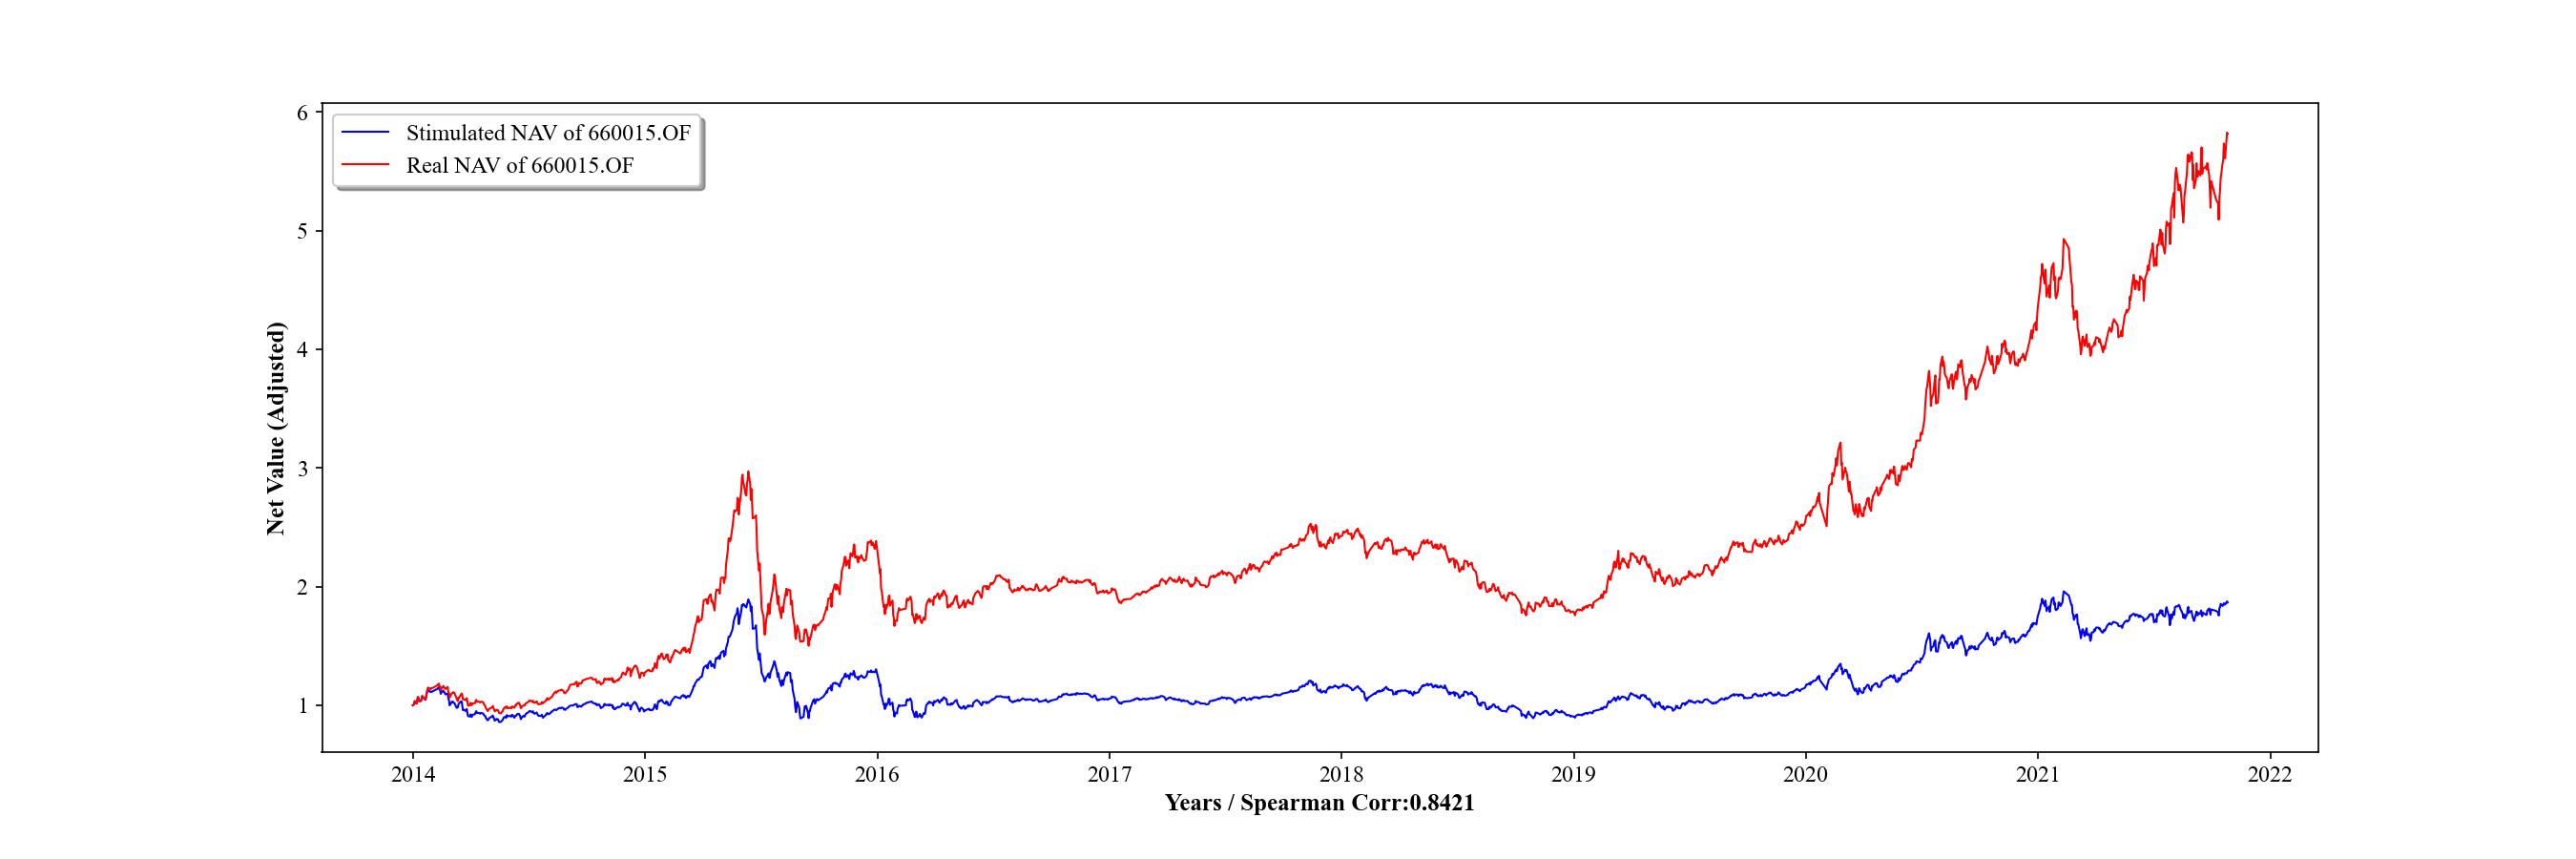 6
5
4
3
2
1
Net Value (Adjusted)
Stimulated NAV of 660015.OF
Real NAV of 660015.OF
2014 2015 2016 2017 2018 2019 2020 2021 2022
Years / Spearman Corr:0.8421